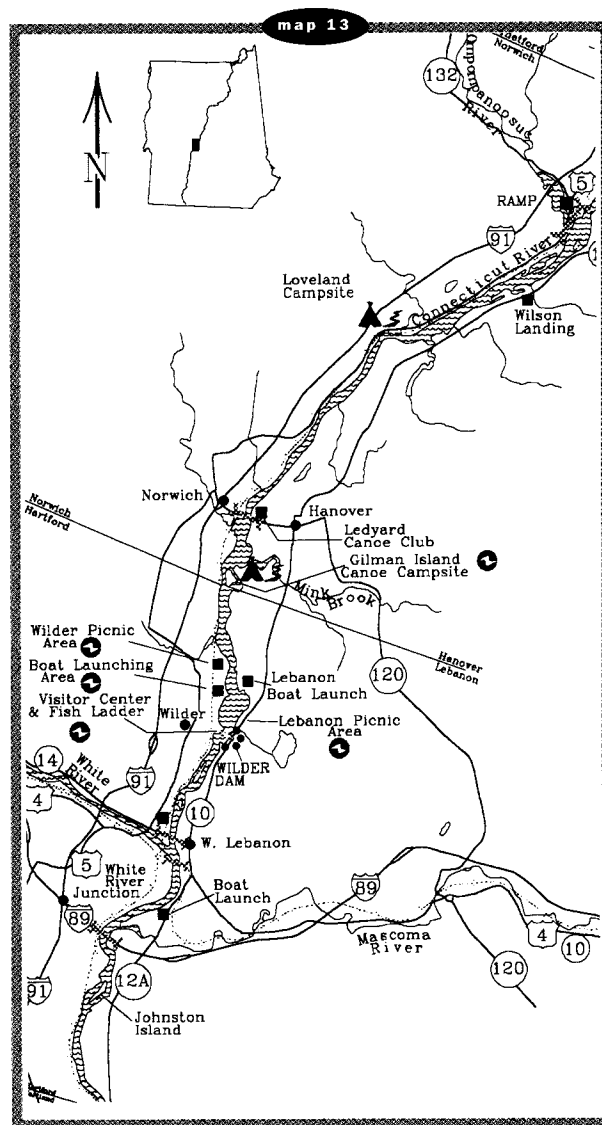 map 13
Norwich
132
Ompompanoosuc
River
N
5
RAMP
91
Connecticut River
Loveland
Campsite
Wilson
Landing
Norwich
Hanover
Norwich
Hartford
Ledyard
Canoe Club
Gilman Island
Canoe Campsite
Mink Brook
Wilder Picnic
Area
Boat Launching
Area
Hanover
Lebanon
120
Lebanon
Boat Launch
Visitor Center
& Fish Ladder
Wilder
Lebanon Picnic
Area
WILDER
DAM
14
White
River
91
4
10
W. Lebanon
5
White
River
Junction
89
Boat
Launch
89
Mascoma
River
4
10
91
12A
120
Johnston
Island